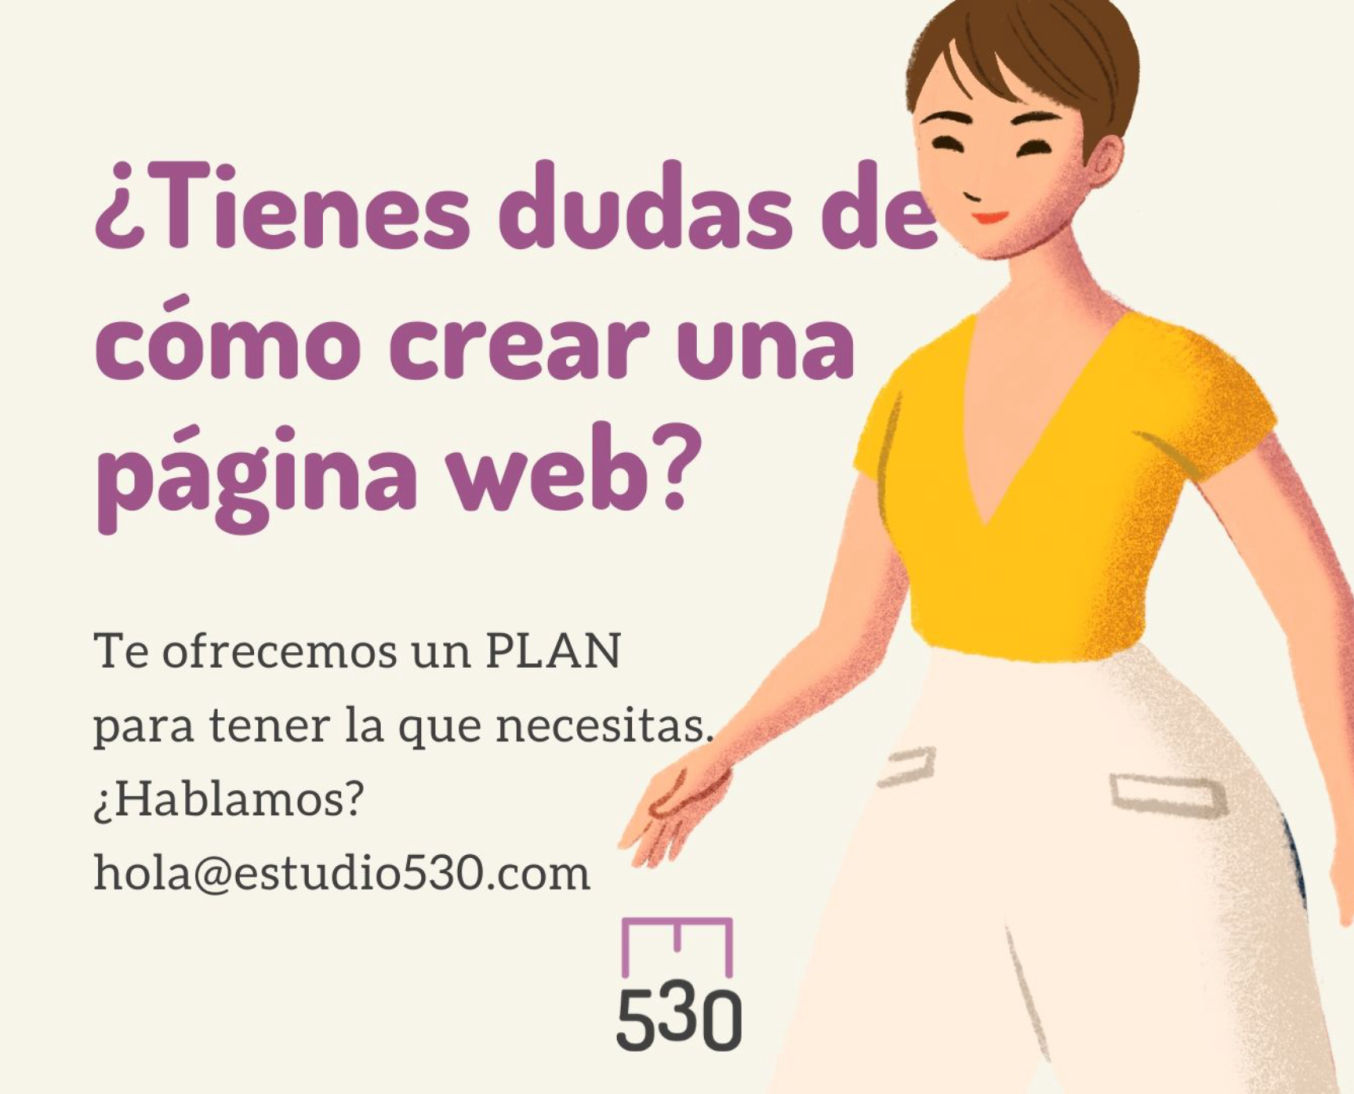 ¿Tienes dudas de
cómo crear una
página web?
Te ofrecemos un PLAN
para tener la que necesitas.
¿Hablamos?
hola@estudio530.com
530